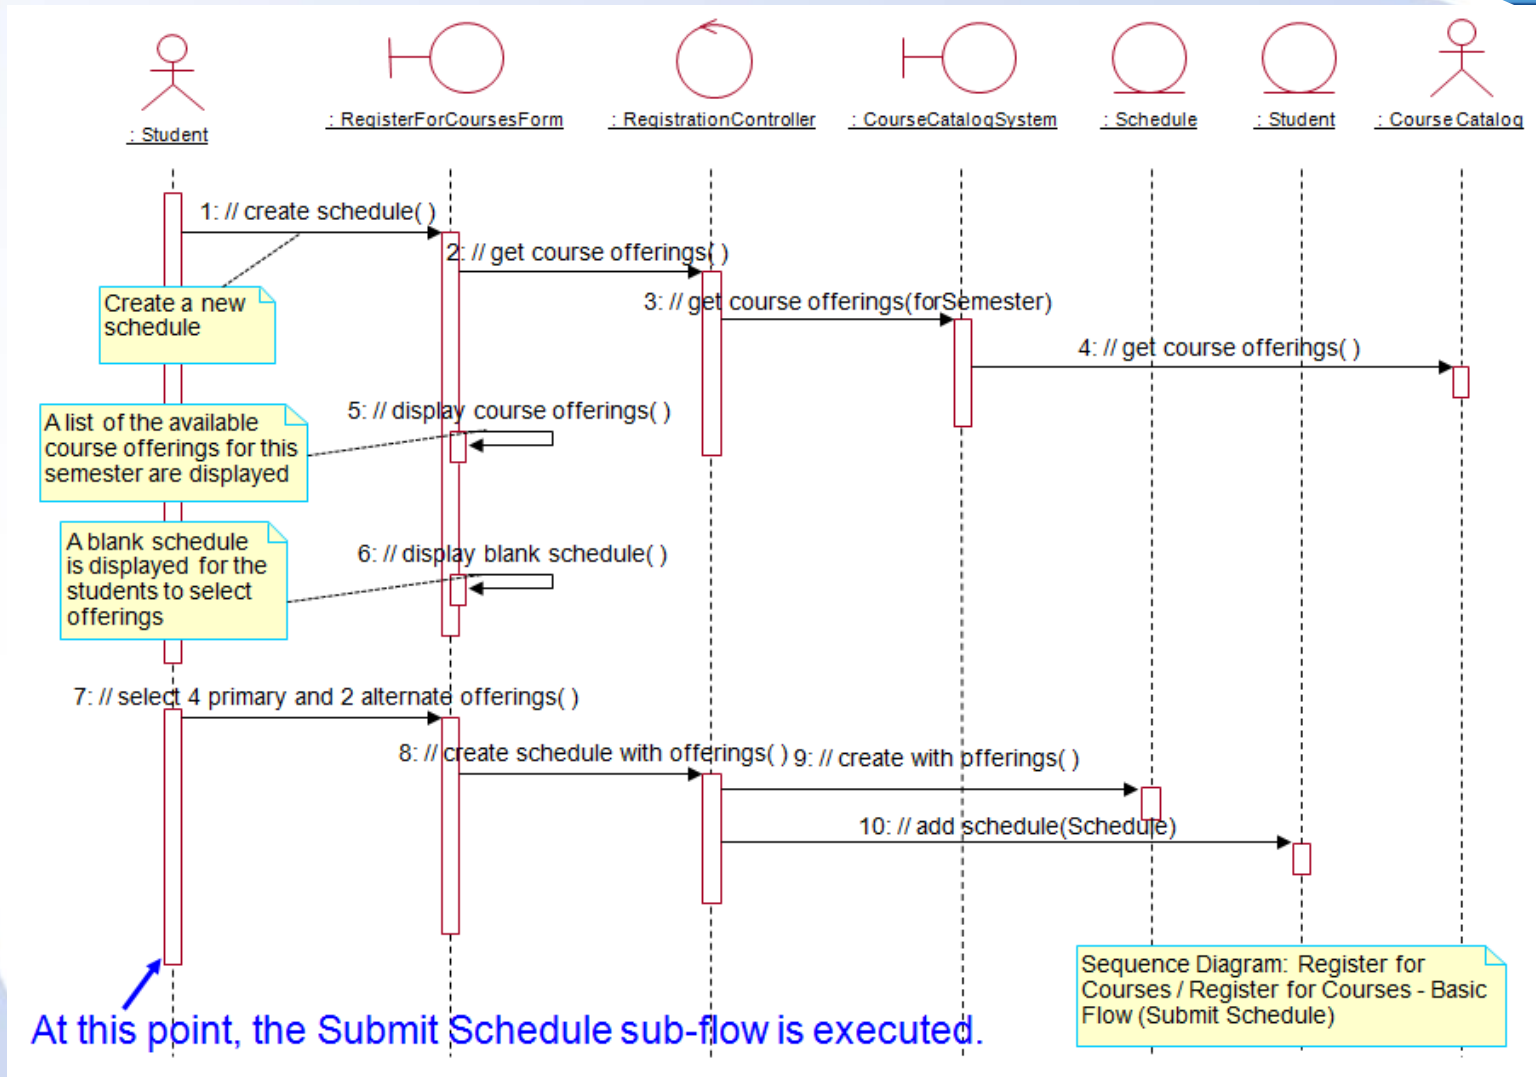 : Student
: RegisterForCoursesForm
: RegistrationController
: CourseCatalogSystem
: Schedule
: Student
: Course Catalog
1: // create schedule( )
2: // get course offerings( )
Create a new
schedule
3: // get course offerings(forSemester)
4: // get course offerings( )
5: // display course offerings( )
A list of the available
course offerings for this
semester are displayed
6: // display blank schedule( )
A blank schedule
is displayed for the
students to select
offerings
7: // select 4 primary and 2 alternate offerings( )
8: // create schedule with offerings( )
9: // create with offerings( )
10: // add schedule(Schedule)
Sequence Diagram: Register for
Courses / Register for Courses - Basic
Flow (Submit Schedule)
At this point, the Submit Schedule sub-flow is executed.